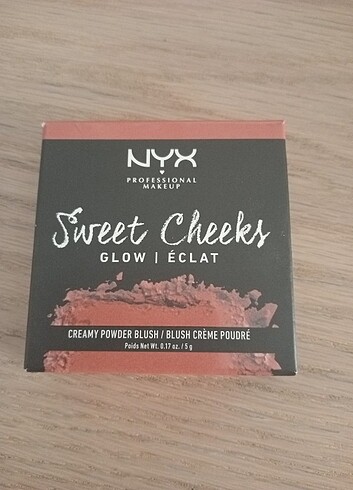 NYX
PROFESSIONAL
MAKEUP
Sweet Cheeks
GLOW | ÉCLAT
CREAMY POWDER BLUSH / BLUSH CRÈME POUDRÉ
Poids Net Wt. 0.17 oz. / 5 g